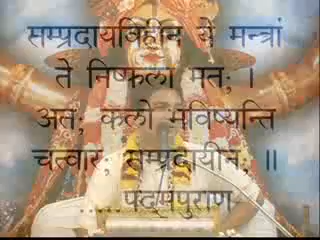 सम्प्रदायविहीन ये मन्त्रां
ते निष्फला मतः; ।
अतः; कलो भविष्यन्ति
चत्वारः; सम्प्रदायीनः; ॥
......पद्मपुराण